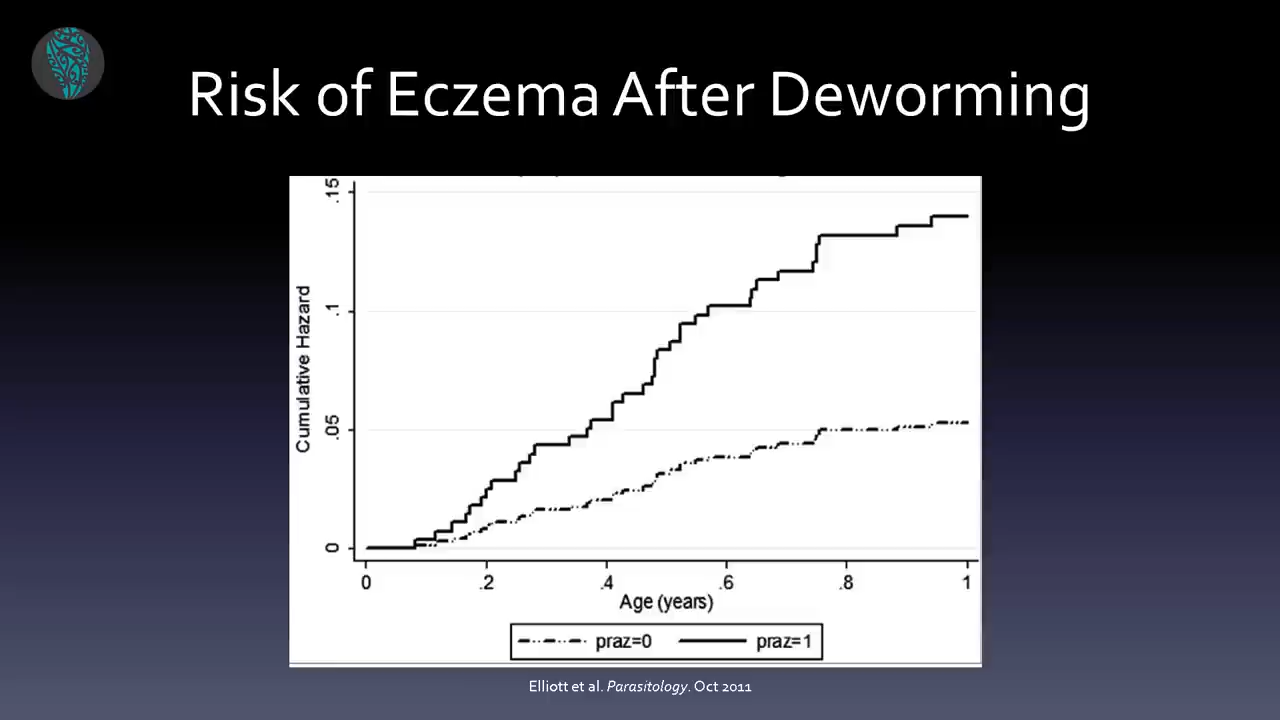 Risk of Eczema After Deworming
.15
.1
.05
0
Cumulative Hazard
0 .2 .4 .6 .8 1
Age (years)
praz=0 praz=1
Elliott et al. Parasitology. Oct 2011